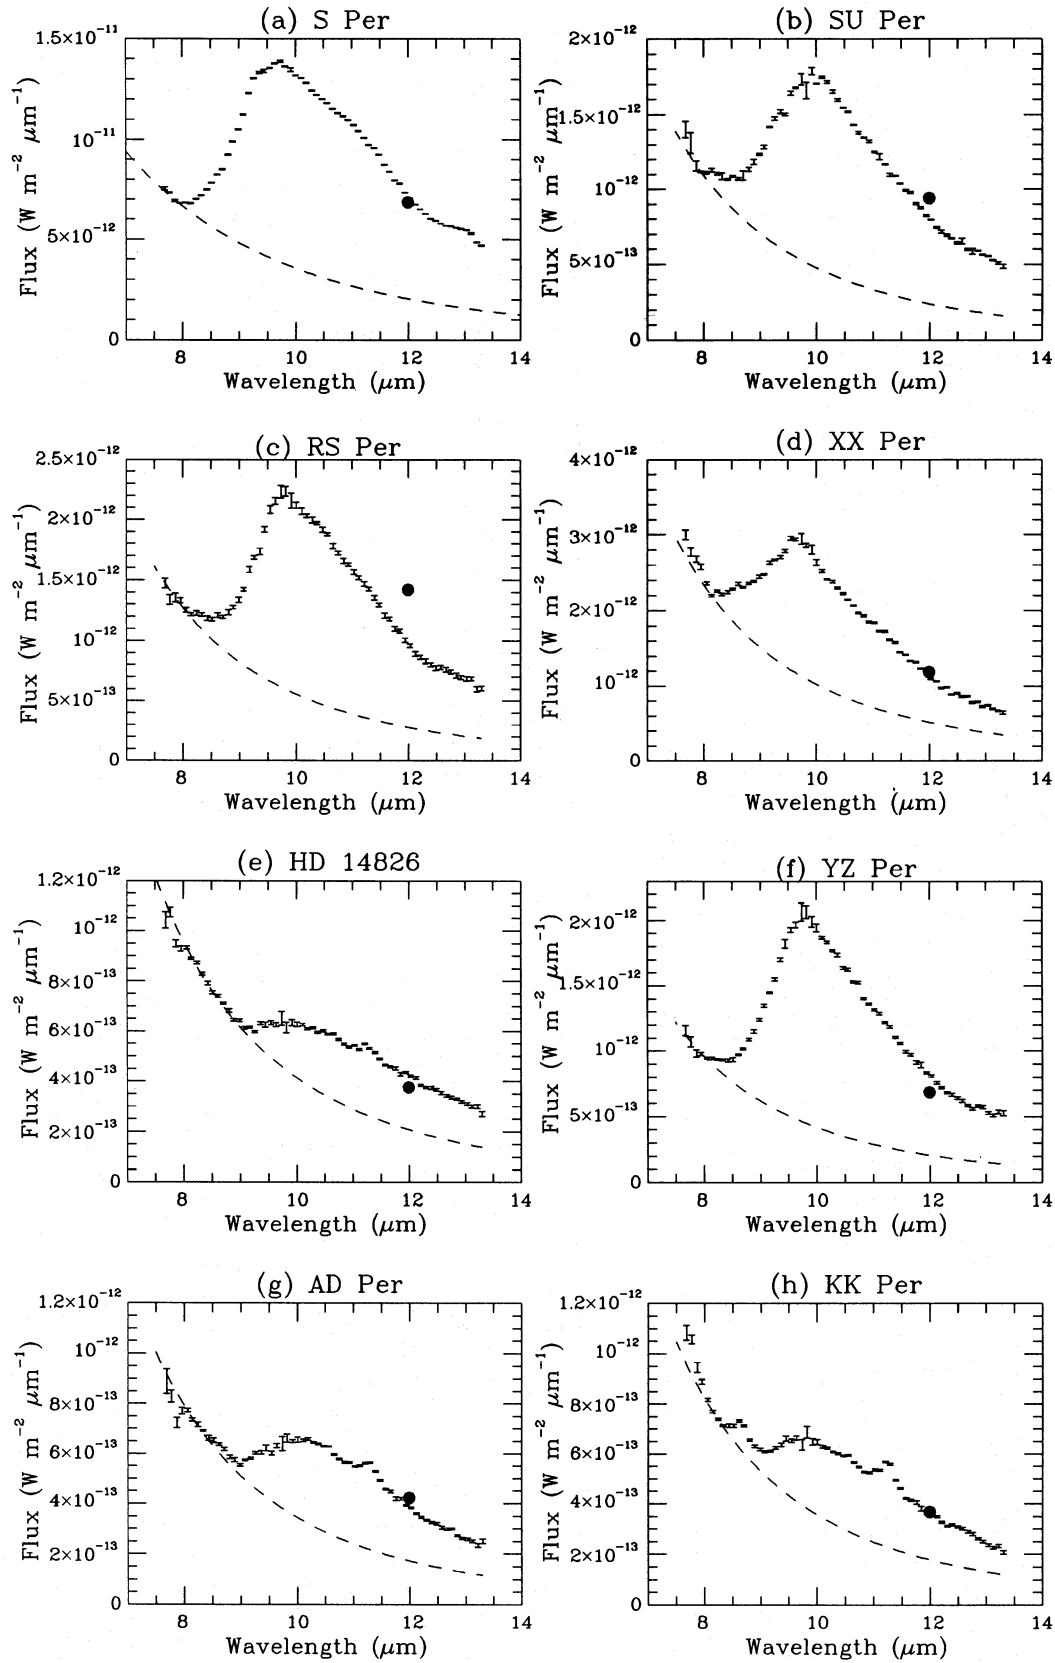 (a) S Per
1.5×10⁻¹¹
10⁻¹¹
5×10⁻¹²
0
Flux (W m⁻² μm⁻¹)
8 10 12 14
Wavelength (μm)
(b) SU Per
2×10⁻¹²
1.5×10⁻¹²
10⁻¹²
5×10⁻¹³
0
Flux (W m⁻² μm⁻¹)
8 10 12 14
Wavelength (μm)
(c) RS Per
2.5×10⁻¹²
2×10⁻¹²
1.5×10⁻¹²
10⁻¹²
5×10⁻¹³
0
Flux (W m⁻² μm⁻¹)
8 10 12 14
Wavelength (μm)
(d) XX Per
4×10⁻¹²
3×10⁻¹²
2×10⁻¹²
10⁻¹²
0
Flux (W m⁻² μm⁻¹)
8 10 12 14
Wavelength (μm)
(e) HD 14826
1.2×10⁻¹²
10⁻¹²
8×10⁻¹³
6×10⁻¹³
4×10⁻¹³
2×10⁻¹³
0
Flux (W m⁻² μm⁻¹)
8 10 12 14
Wavelength (μm)
(f) YZ Per
2×10⁻¹²
1.5×10⁻¹²
10⁻¹²
5×10⁻¹³
0
Flux (W m⁻² μm⁻¹)
8 10 12 14
Wavelength (μm)
(g) AD Per
1.2×10⁻¹²
10⁻¹²
8×10⁻¹³
6×10⁻¹³
4×10⁻¹³
2×10⁻¹³
0
Flux (W m⁻² μm⁻¹)
8 10 12 14
Wavelength (μm)
(h) KK Per
1.2×10⁻¹²
10⁻¹²
8×10⁻¹³
6×10⁻¹³
4×10⁻¹³
2×10⁻¹³
0
Flux (W m⁻² μm⁻¹)
8 10 12 14
Wavelength (μm)